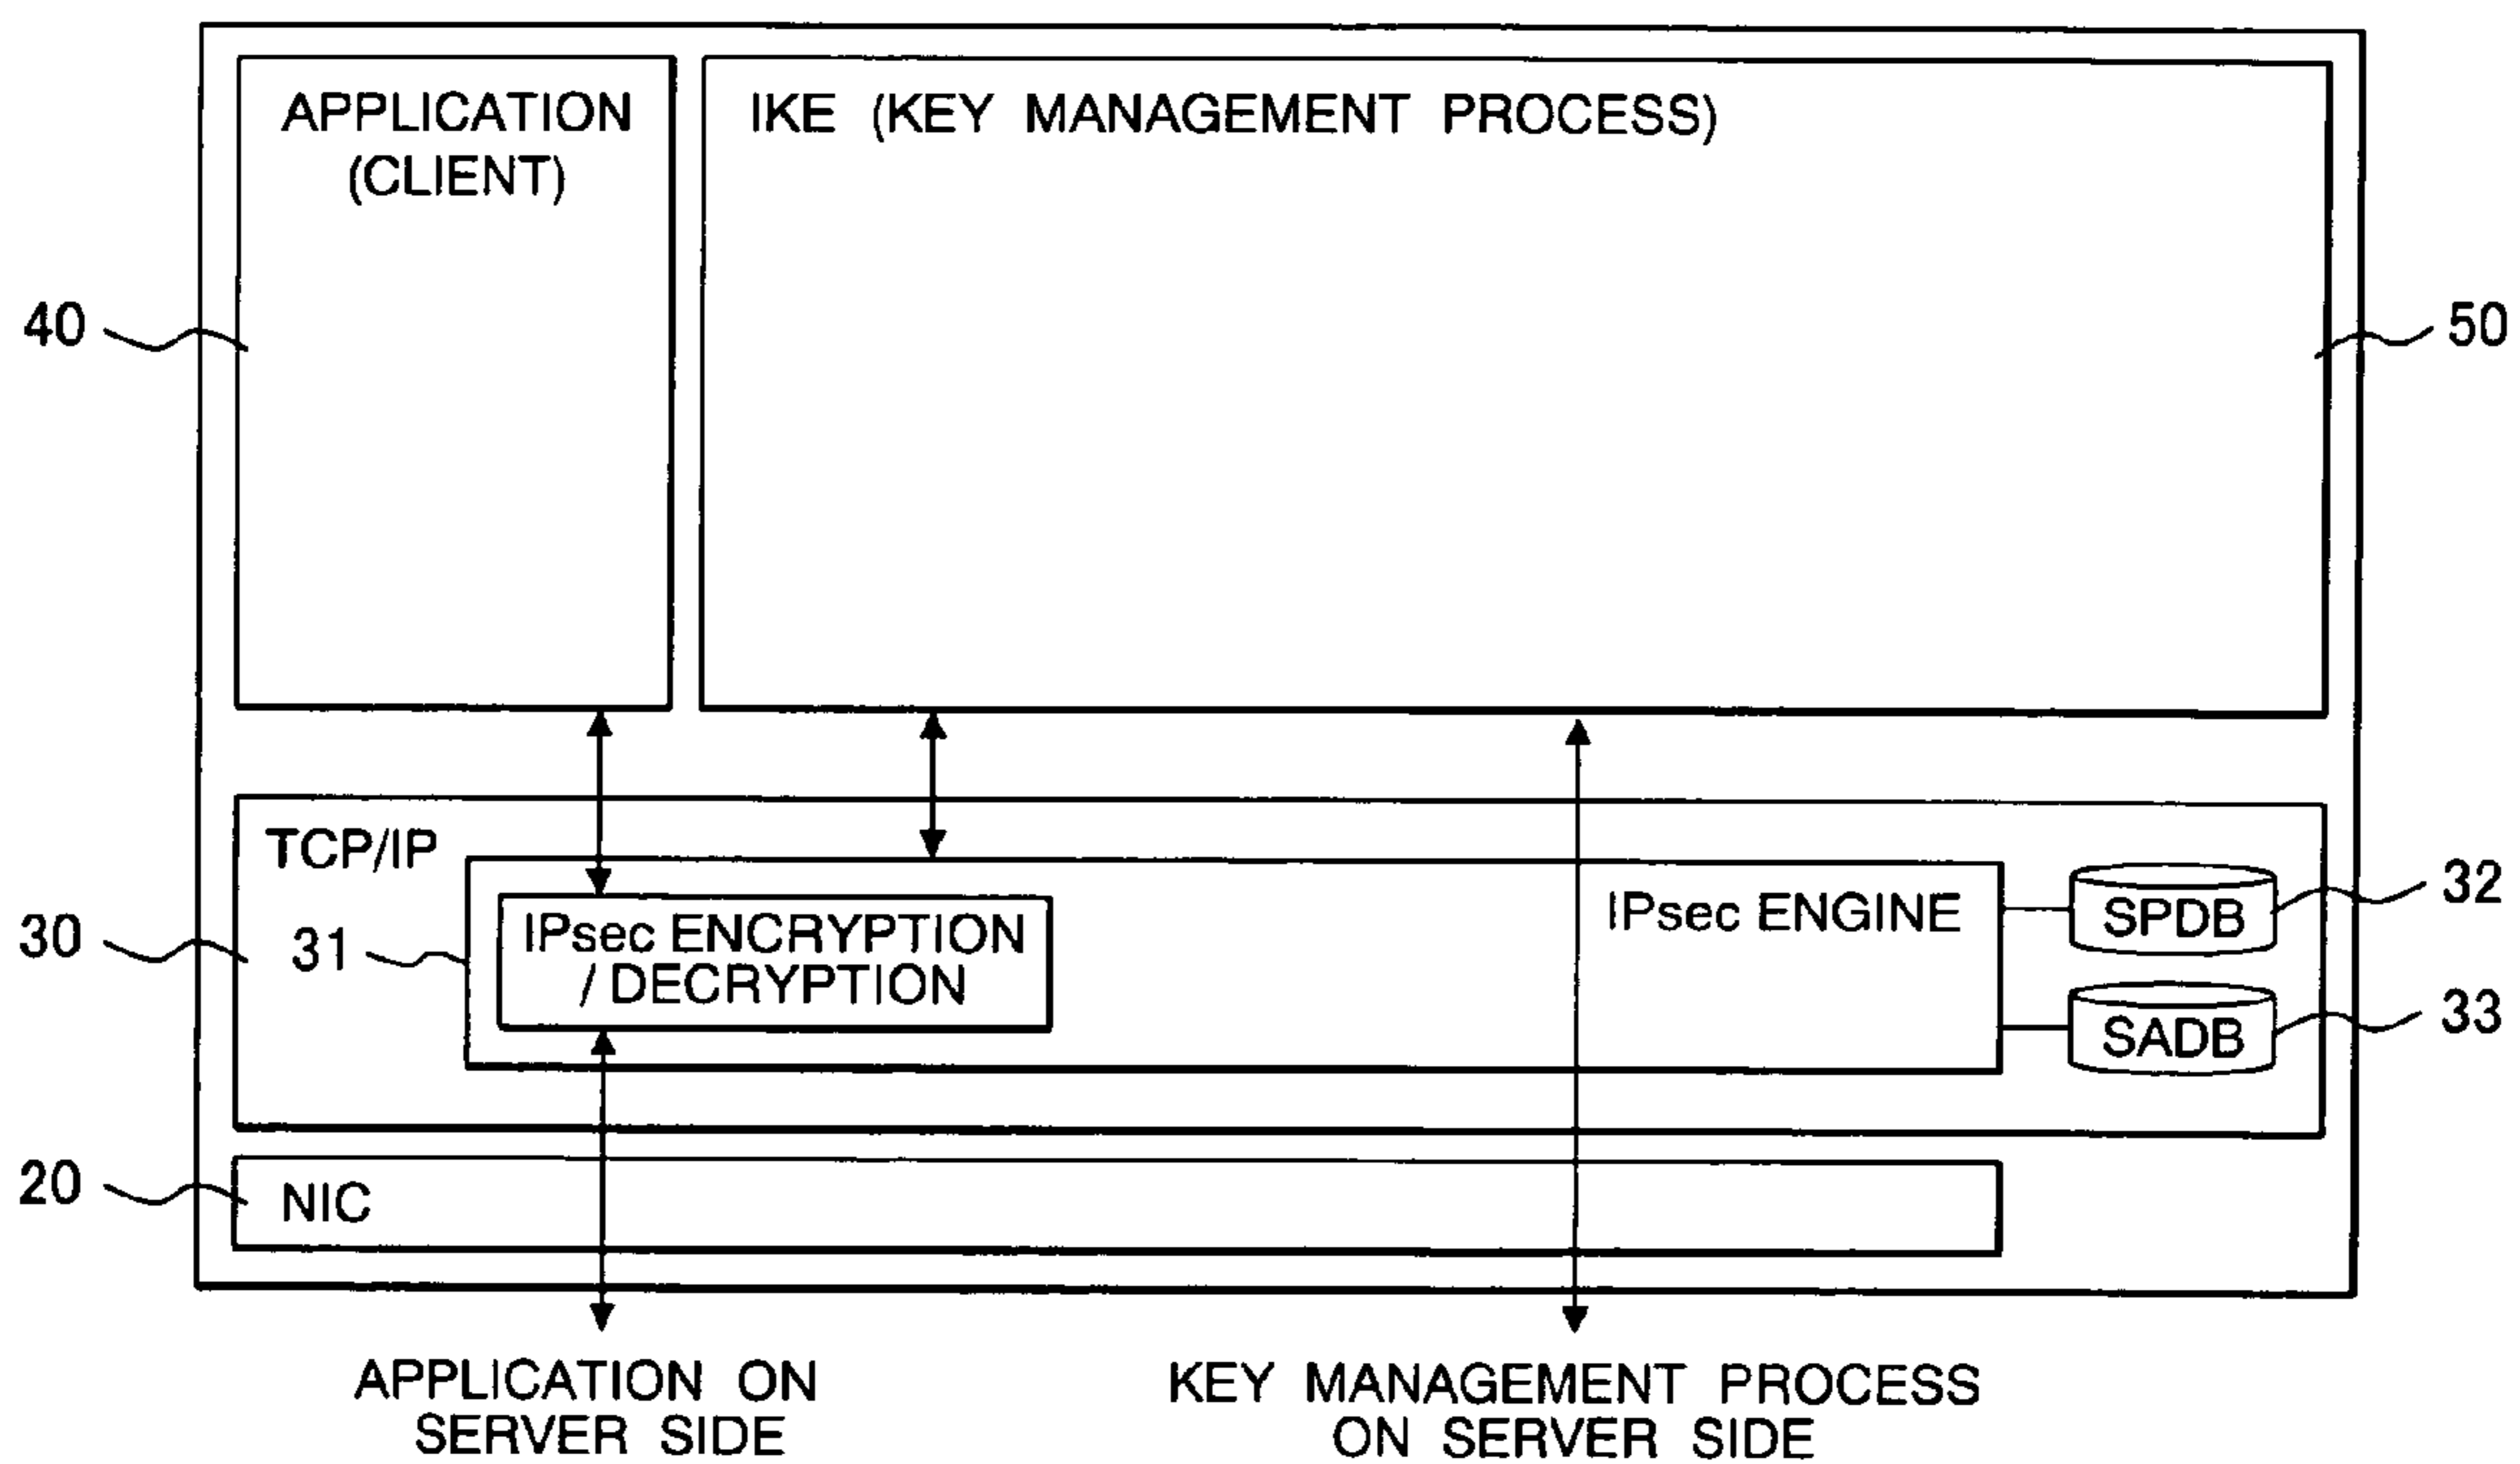 APPLICATION
(CLIENT)
IKE (KEY MANAGEMENT PROCESS)
40
50
TCP/IP
30
31
IPsec ENCRYPTION
/ DECRYPTION
IPsec ENGINE
SPDB
32
SADB
33
20
NIC
APPLICATION ON
SERVER SIDE
KEY MANAGEMENT PROCESS
ON SERVER SIDE